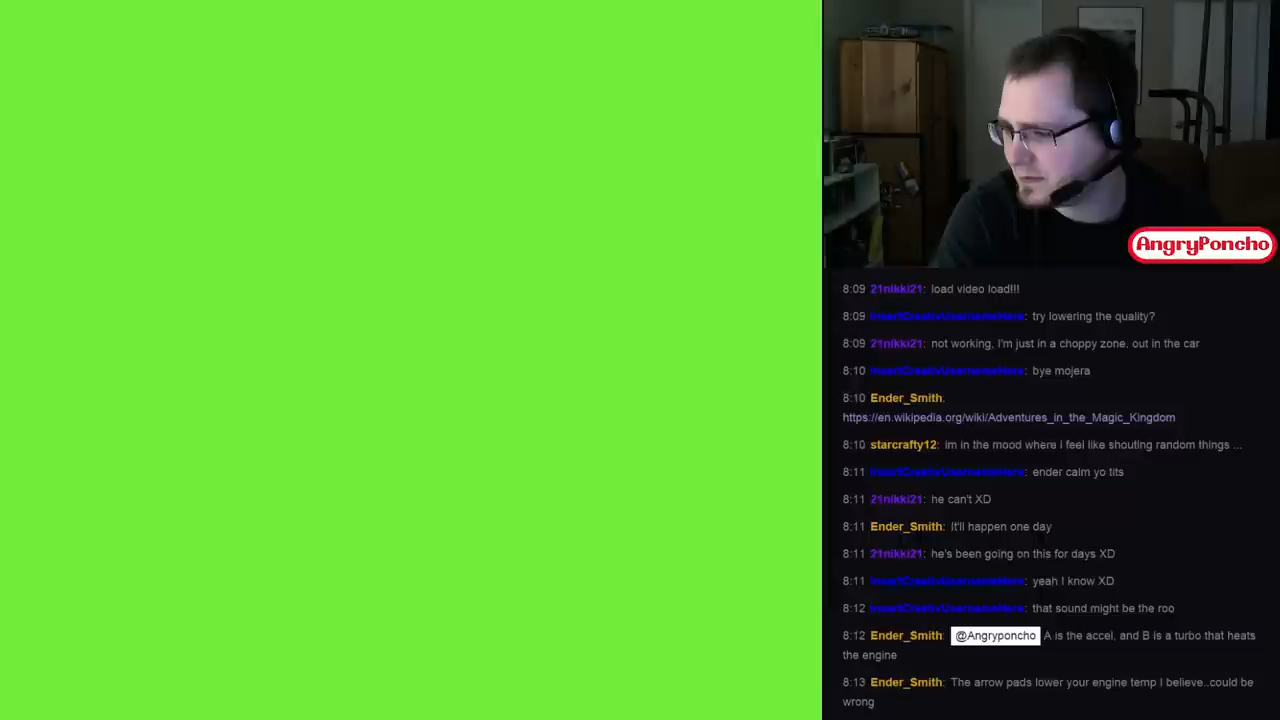 AngryPoncho
8:09 21nikki21: load video load!!!
8:09 InsertCreativUsernameHere: try lowering the quality?
8:09 21nikki21: not working, I'm just in a choppy zone, out in the car
8:10 InsertCreativUsernameHere: bye mojera
8:10 Ender_Smith:
https://en.wikipedia.org/wiki/Adventures_in_the_Magic_Kingdom
8:10 starcrafty12: im in the mood where i feel like shouting random things ...
8:11 InsertCreativUsernameHere: ender calm yo tits
8:11 21nikki21: he can't XD
8:11 Ender_Smith: It'll happen one day
8:11 21nikki21: he's been going on this for days XD
8:11 InsertCreativUsernameHere: yeah I know XD
8:12 InsertCreativUsernameHere: that sound might be the roo
8:12 Ender_Smith: @Angryponcho A is the accel, and B is a turbo that heats
the engine
8:13 Ender_Smith: The arrow pads lower your engine temp I believe..could be
wrong